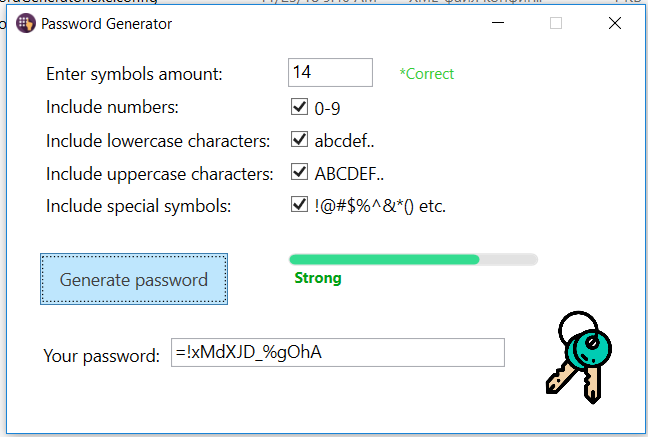 Password Generator
Enter symbols amount: 14 *Correct
Include numbers: 0-9
Include lowercase characters: abcdef..
Include uppercase characters: ABCDEF..
Include special symbols: !@#$%^&*() etc.
Generate password
Strong
Your password: =!xMdXJD_%gOhA